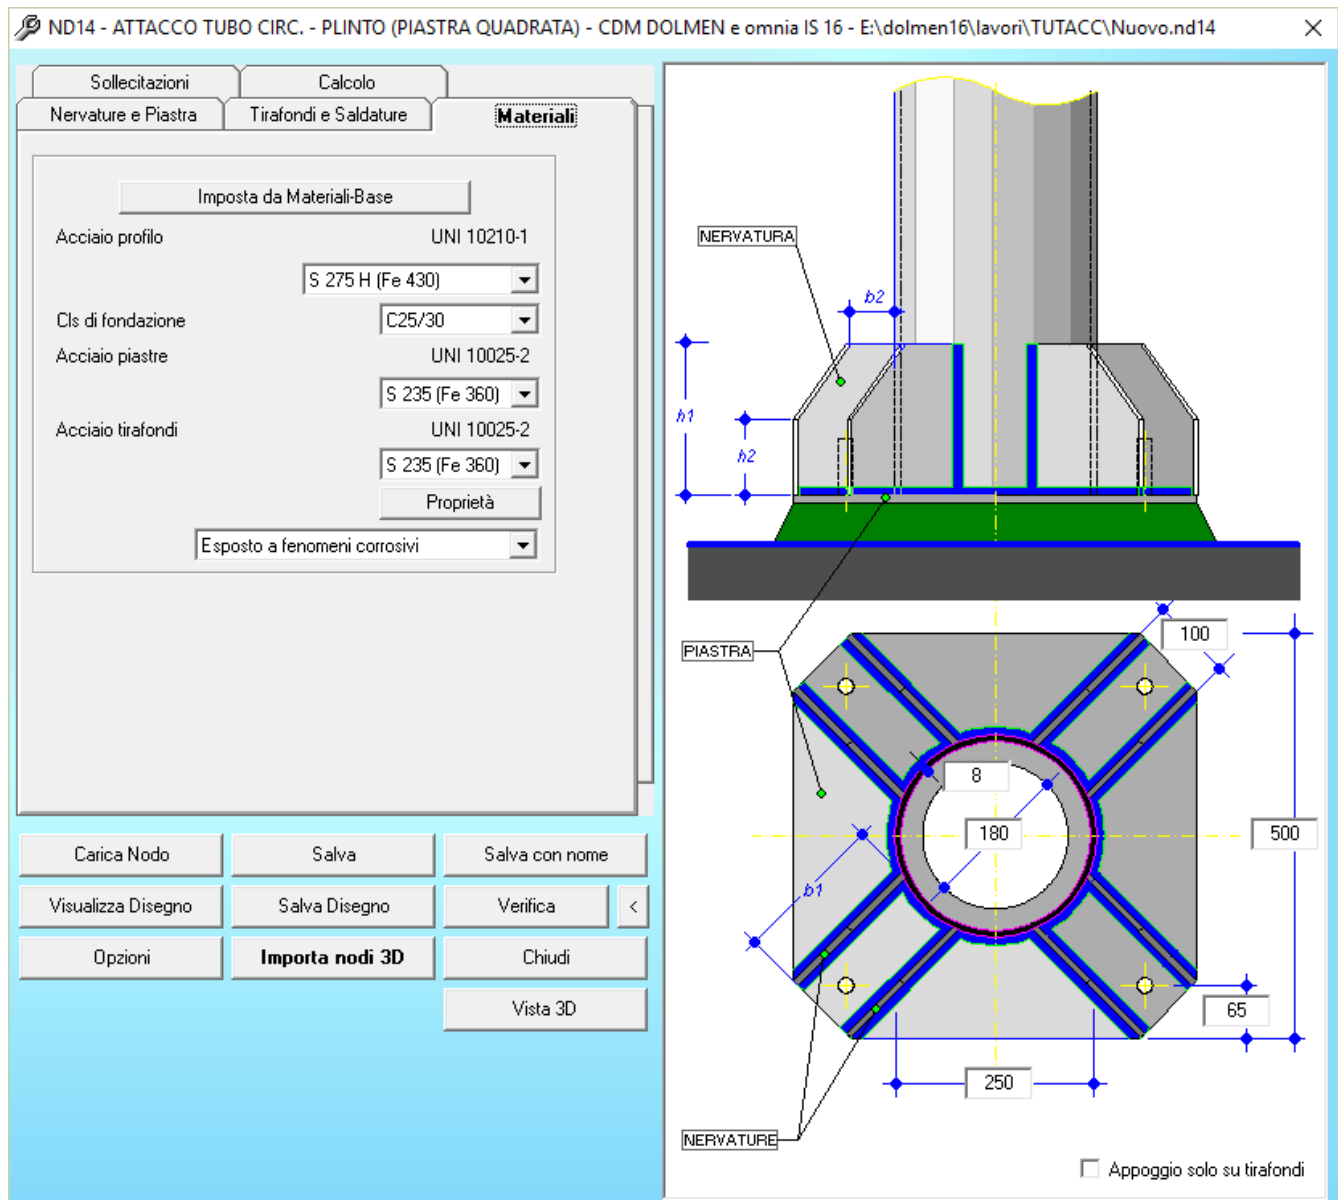 ND14 - ATTACCO TUBO CIRC. - PLINTO (PIASTRA QUADRATA) - CDM DOLMEN e omnia IS 16 - E:\dolmen16\lavori\TUTACC\Nuovo.nd14
Sollecitazioni
Calcolo
Nervature e Piastra
Tirafondi e Saldature
Materiali
Imposta da Materiali-Base
Acciaio profilo
UNI 10210-1
S 275 H (Fe 430)
Cls di fondazione
C25/30
Acciaio piastre
UNI 10025-2
S 235 (Fe 360)
Acciaio tirafondi
UNI 10025-2
S 235 (Fe 360)
Proprietà
Esposto a fenomeni corrosivi
Carica Nodo
Salva
Salva con nome
Visualizza Disegno
Salva Disegno
Verifica
<
Opzioni
Importa nodi 3D
Chiudi
Vista 3D
NERVATURA
b2
h1
h2
PIASTRA
100
8
180
500
b1
65
250
NERVATURE
Appoggio solo su tirafondi